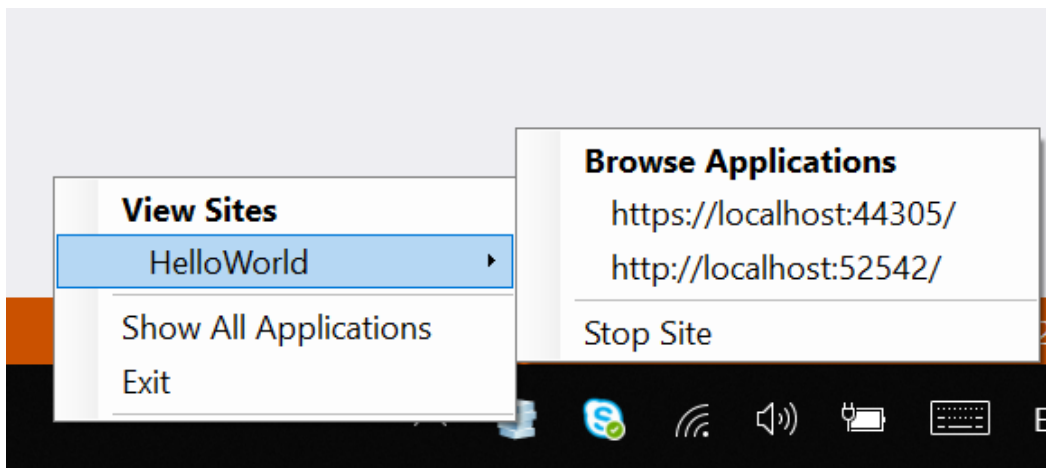 View Sites
HelloWorld
Show All Applications
Exit
Browse Applications
https://localhost:44305/
http://localhost:52542/
Stop Site